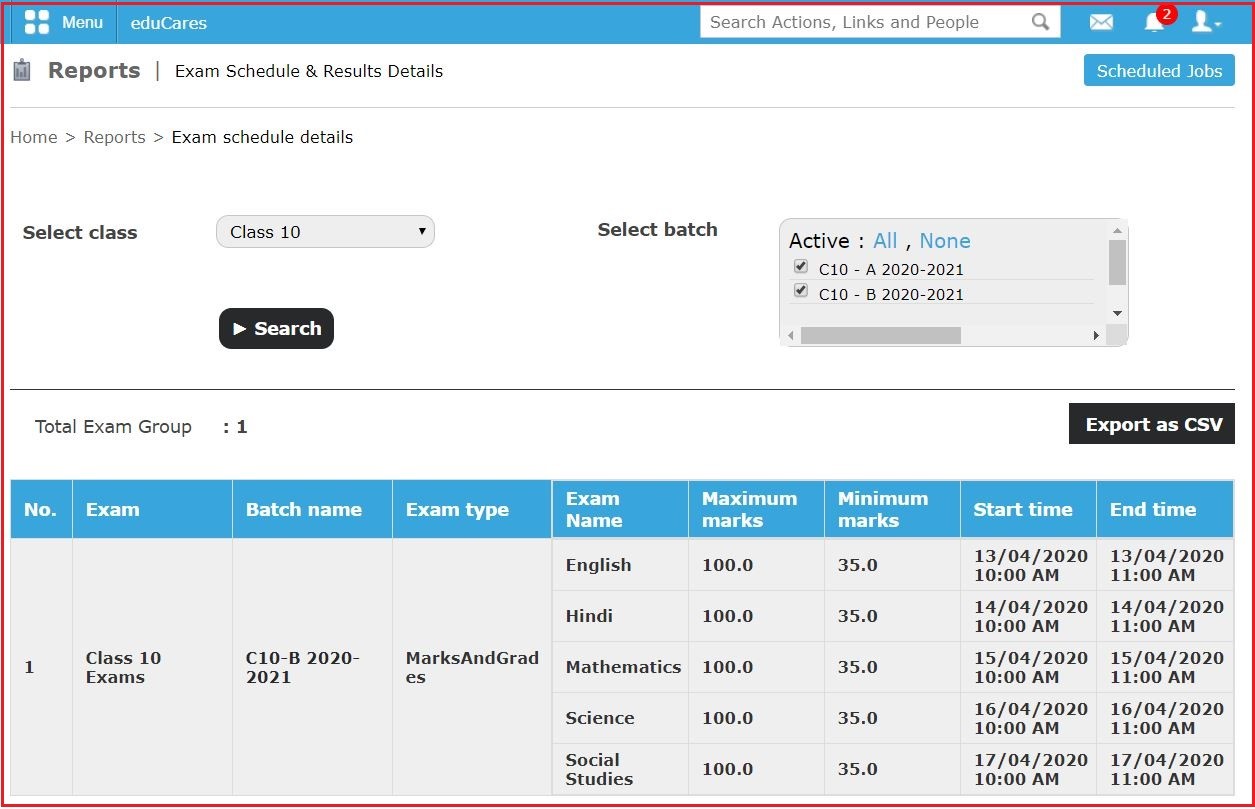 Menu eduCares Search Actions, Links and People 2
Reports | Exam Schedule & Results Details Scheduled Jobs
Home > Reports > Exam schedule details
Select class Class 10 Select batch
Active : All , None
C10 - A 2020-2021
C10 - B 2020-2021
Search
Total Exam Group : 1 Export as CSV
No. Exam Batch name Exam type Exam Name Maximum marks Minimum marks Start time End time
1 Class 10 Exams C10-B 2020-2021 MarksAndGrades
English 100.0 35.0 13/04/2020 10:00 AM 13/04/2020 11:00 AM
Hindi 100.0 35.0 14/04/2020 10:00 AM 14/04/2020 11:00 AM
Mathematics 100.0 35.0 15/04/2020 10:00 AM 15/04/2020 11:00 AM
Science 100.0 35.0 16/04/2020 10:00 AM 16/04/2020 11:00 AM
Social Studies 100.0 35.0 17/04/2020 10:00 AM 17/04/2020 11:00 AM